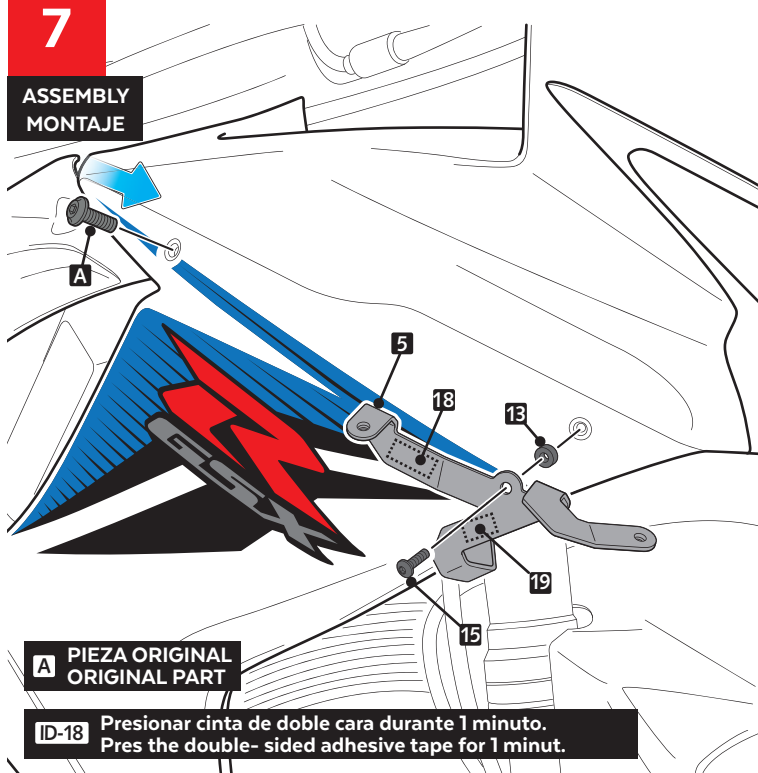 7
ASSEMBLY
MONTAJE
A
5
18
13
GSX
R
19
15
A PIEZA ORIGINAL
ORIGINAL PART
ID-18 Presionar cinta de doble cara durante 1 minuto.
Pres the double- sided adhesive tape for 1 minut.